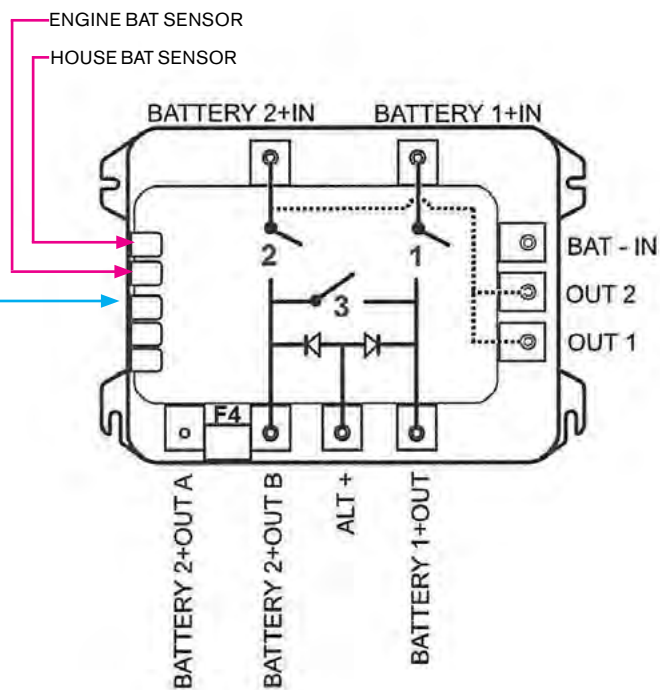 ENGINE BAT SENSOR
HOUSE BAT SENSOR
BATTERY 2+IN
BATTERY 1+IN
2
1
BAT - IN
3
OUT 2
OUT 1
F4
BATTERY 2+OUT A
BATTERY 2+OUT B
ALT +
BATTERY 1+OUT